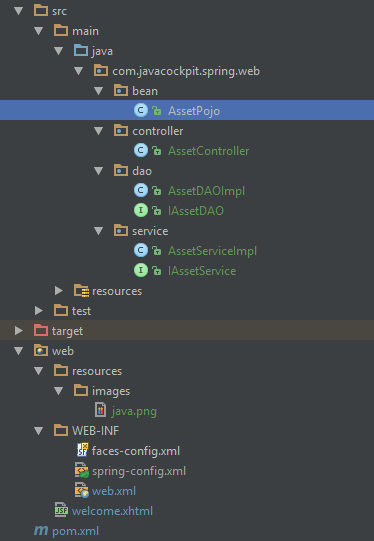 src
main
java
com.javacockpit.spring.web
bean
C AssetPojo
controller
C AssetController
dao
C AssetDAOImpl
I IAssetDAO
service
C AssetServiceImpl
I IAssetService
resources
test
target
web
resources
images
java.png
WEB-INF
faces-config.xml
spring-config.xml
web.xml
JSF welcome.xhtml
m pom.xml